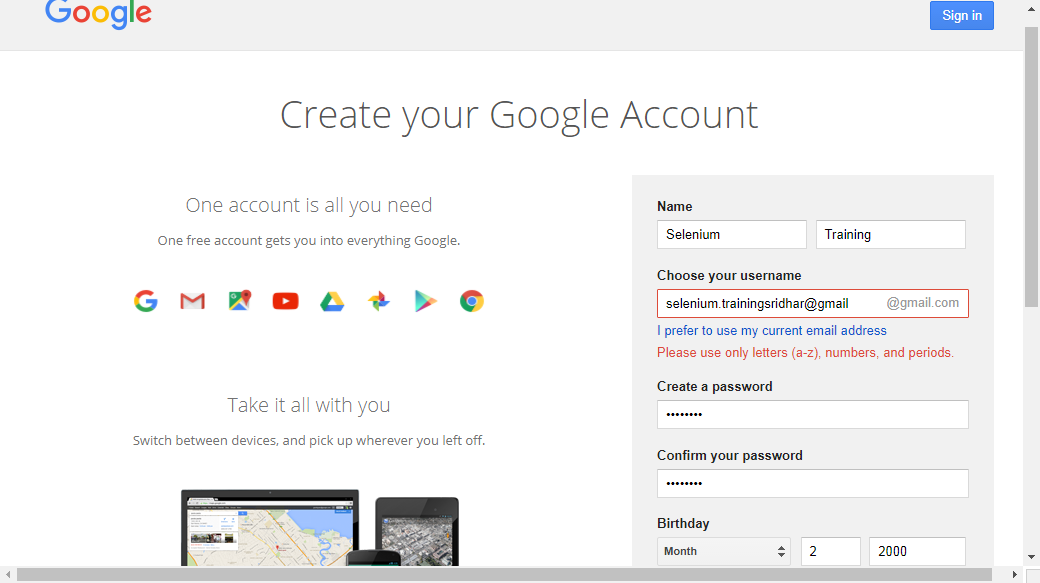 Google
Sign in
Create your Google Account
One account is all you need
One free account gets you into everything Google.
Take it all with you
Switch between devices, and pick up wherever you left off.
Name
Selenium Training
Choose your username
selenium.trainingsridhar@gmail @gmail.com
I prefer to use my current email address
Please use only letters (a-z), numbers, and periods.
Create a password
••••••••
Confirm your password
••••••••
Birthday
Month 2 2000